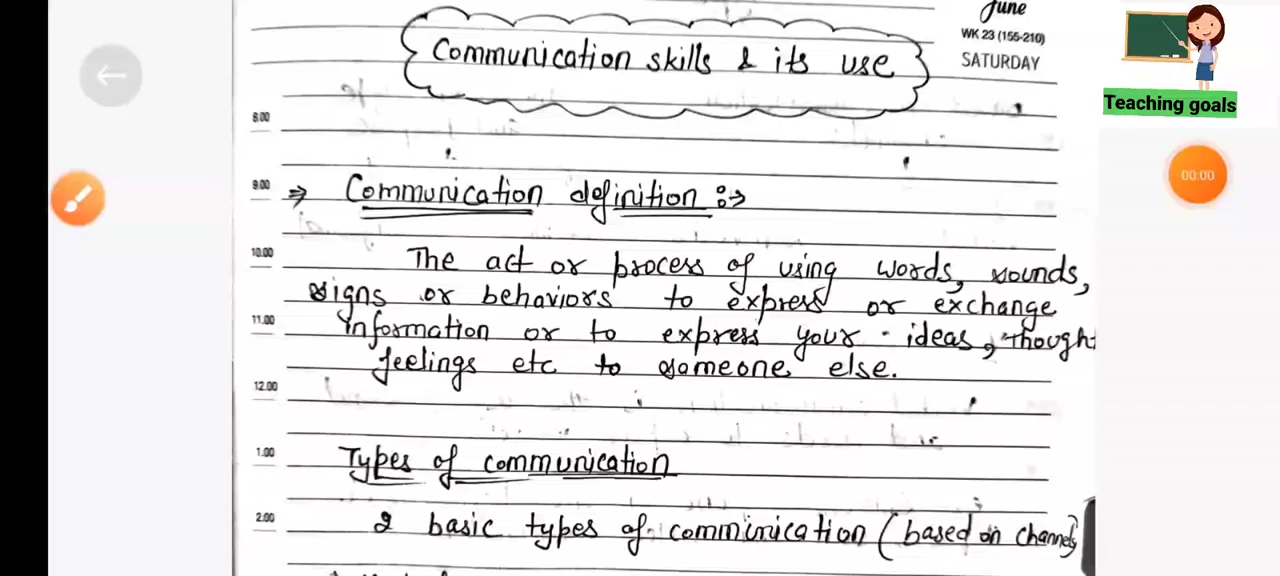 June
WK 23 (155-210)
SATURDAY
Communication skills & its use
Teaching goals
8.00
9.00 ⇒ Communication definition :→
00:00
10.00 The act or process of using words, sounds,
signs or behaviors to express or exchange
11.00 information or to express your ideas, Thought
feelings etc to someone else.
12.00
1.00 Types of communication
2.00 2 basic types of comminication (based on channels)